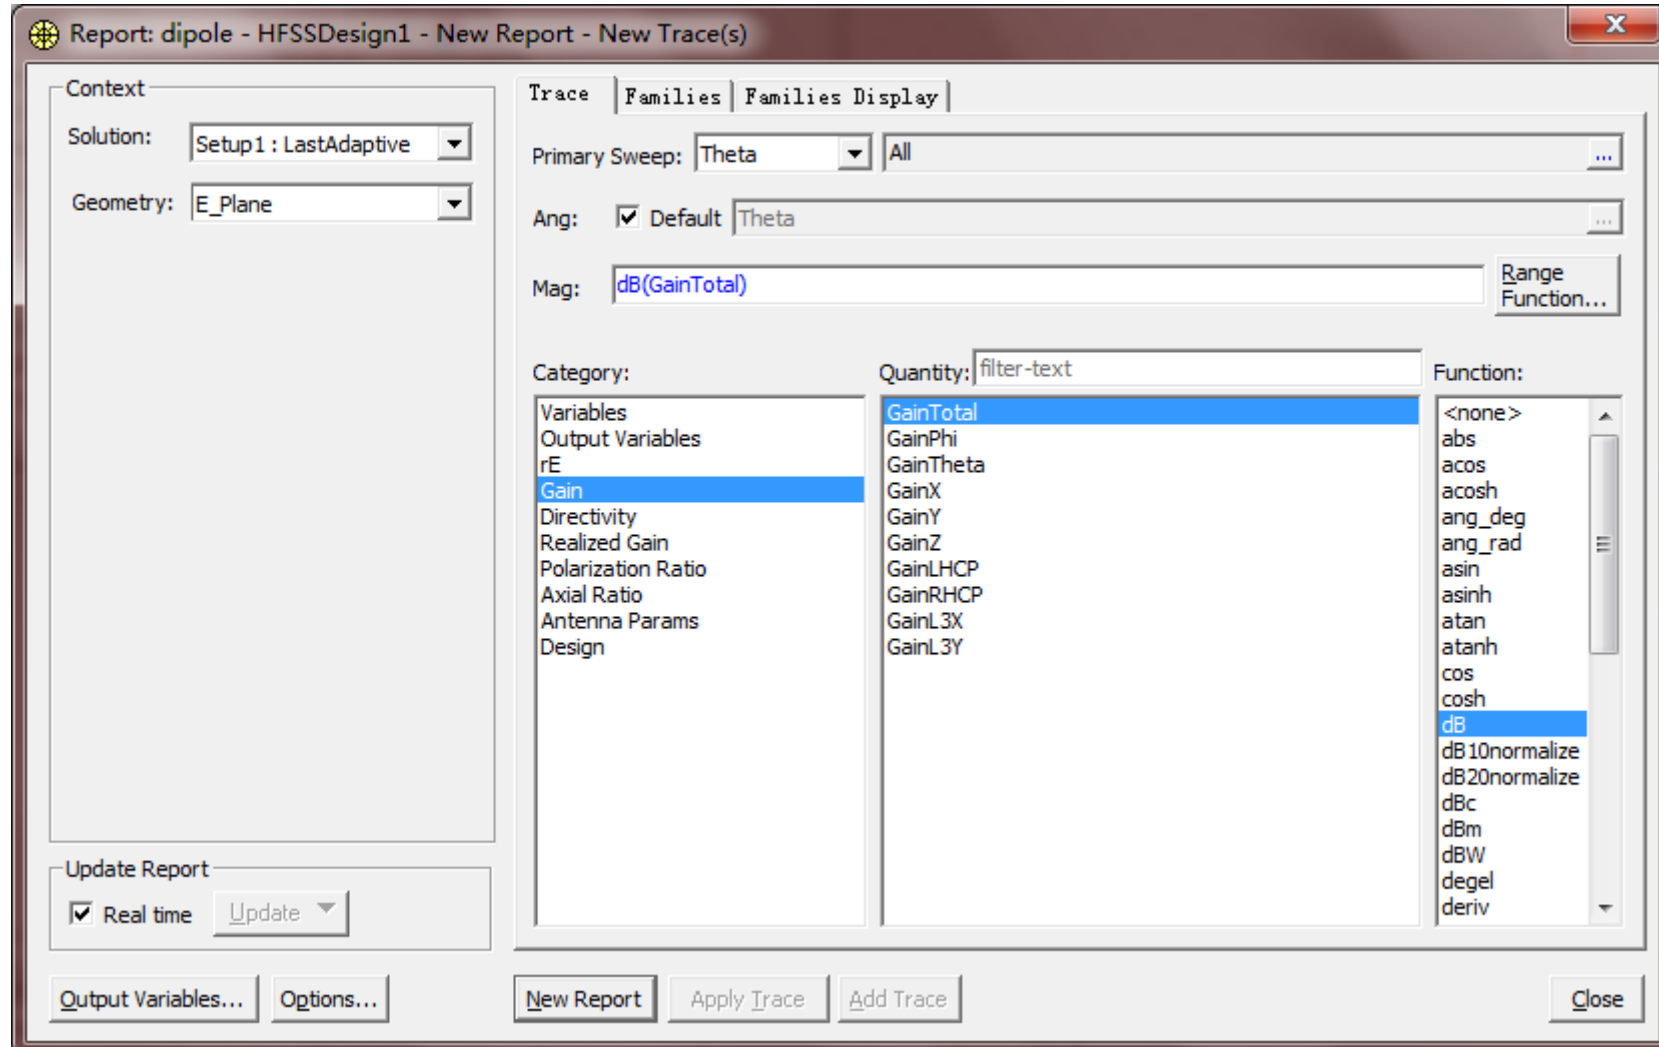 Report: dipole - HFSSDesign1 - New Report - New Trace(s)
Context
Solution: Setup1 : LastAdaptive
Geometry: E_Plane
Update Report
Real time Update
Output Variables... Options...
Trace Families Families Display
Primary Sweep: Theta All ...
Ang: Default Theta ...
Mag: dB(GainTotal) Range
Function...
Category:
Variables
Output Variables
rE
Gain
Directivity
Realized Gain
Polarization Ratio
Axial Ratio
Antenna Params
Design
Quantity: filter-text
GainTotal
GainPhi
GainTheta
GainX
GainY
GainZ
GainLHCP
GainRHCP
GainL3X
GainL3Y
Function:
<none>
abs
acos
acosh
ang_deg
ang_rad
asin
asinh
atan
atanh
cos
cosh
dB
dB10normalize
dB20normalize
dBc
dBm
dBW
degel
deriv
New Report Apply Trace Add Trace Close